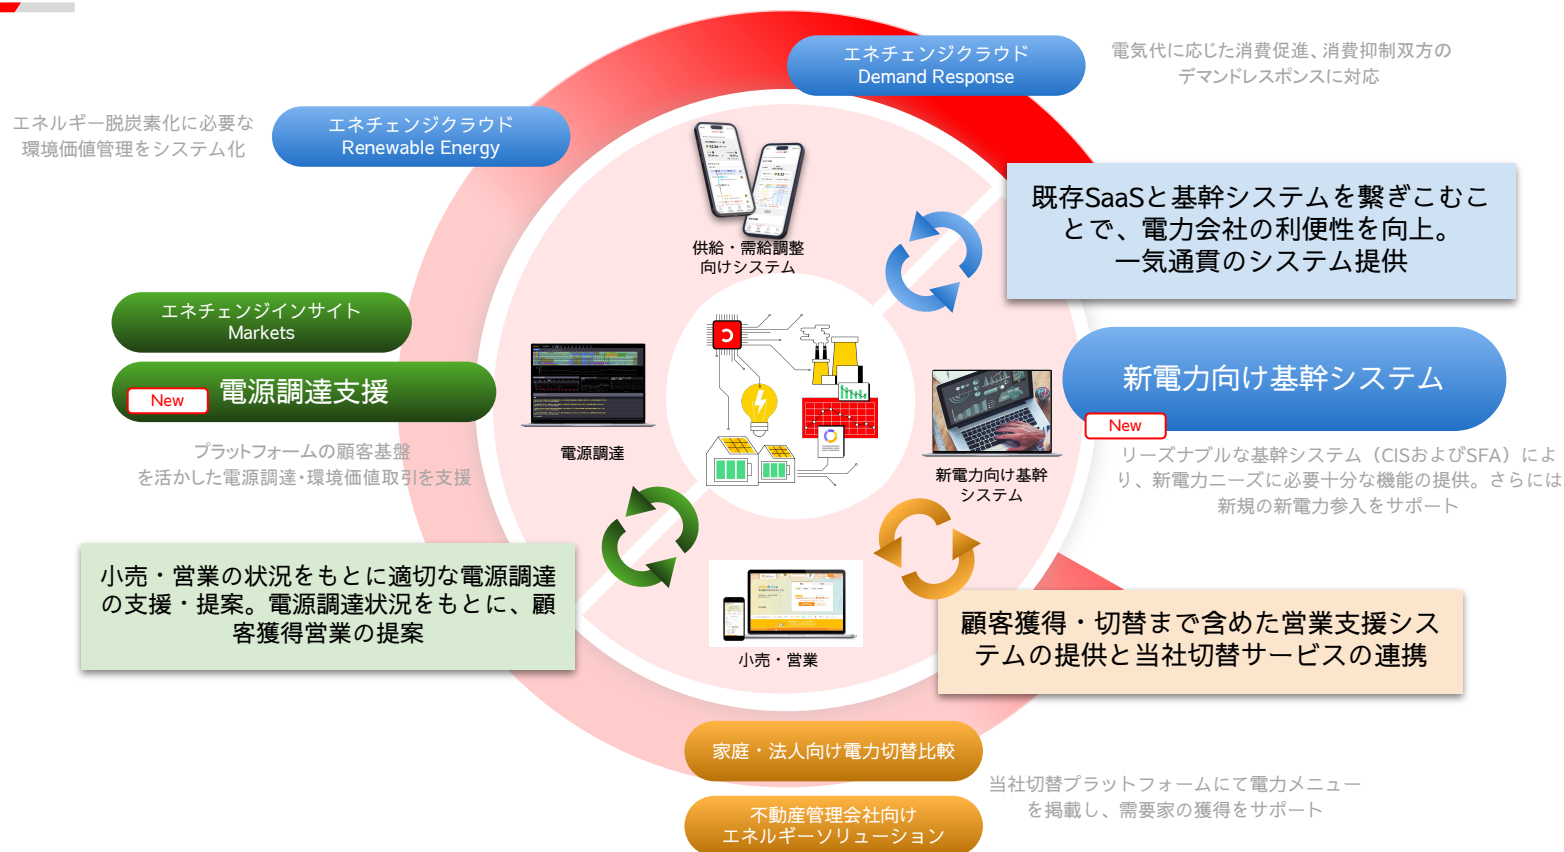 エネチェンジクラウド
Demand Response
電気代に応じた消費促進、消費抑制双方の
デマンドレスポンスに対応
エネルギー脱炭素化に必要な
環境価値管理をシステム化
エネチェンジクラウド
Renewable Energy
既存SaaSと基幹システムを繋ぎこむこ
とで、電力会社の利便性を向上。
一気通貫のシステム提供
供給・需給調整
向けシステム
エネチェンジインサイト
Markets
電源調達支援
New
プラットフォームの顧客基盤
を活かした電源調達・環境価値取引を支援
電源調達
新電力向け基幹システム
New
リーズナブルな基幹システム（CISおよびSFA）によ
り、新電力ニーズに必要十分な機能の提供。さらには
新規の新電力参入をサポート
新電力向け基幹
システム
小売・営業の状況をもとに適切な電源調達
の支援・提案。電源調達状況をもとに、顧
客獲得営業の提案
顧客獲得・切替まで含めた営業支援シス
テムの提供と当社切替サービスの連携
小売・営業
家庭・法人向け電力切替比較
不動産管理会社向け
エネルギーソリューション
当社切替プラットフォームにて電力メニュー
を掲載し、需要家の獲得をサポート